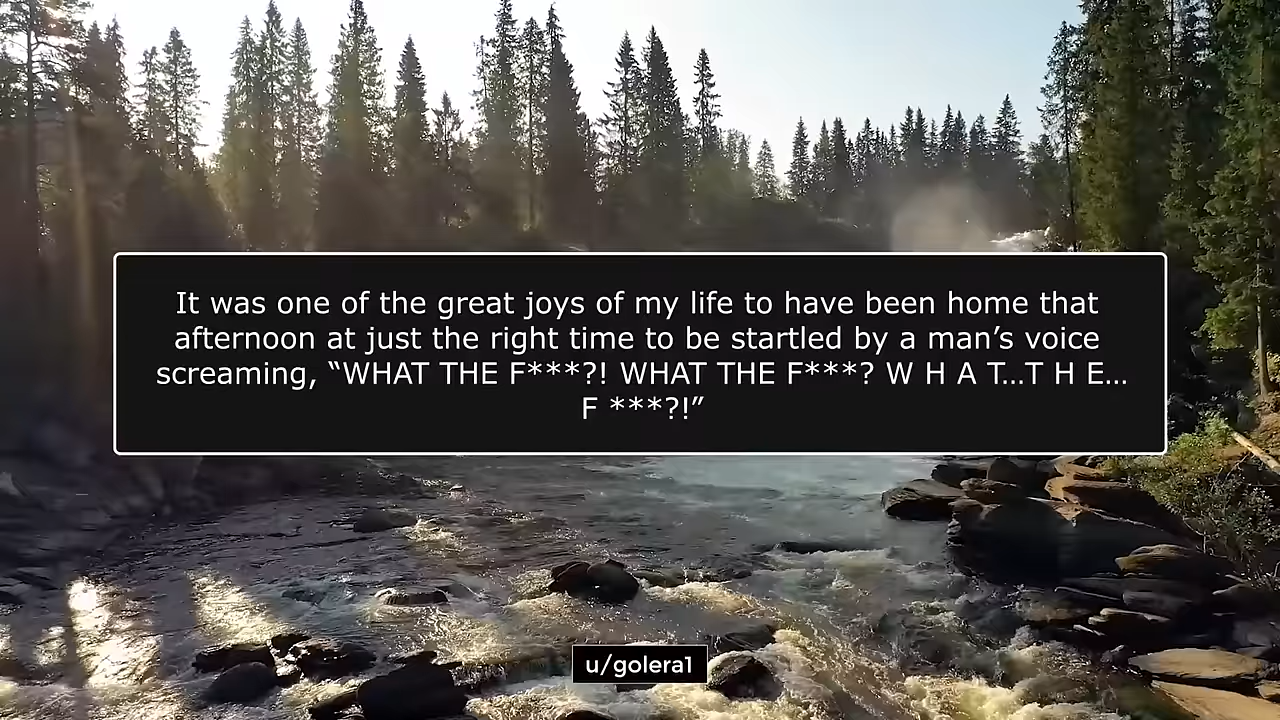 It was one of the great joys of my life to have been home that
afternoon at just the right time to be startled by a man’s voice
screaming, “WHAT THE F***?! WHAT THE F***? W H A T...T H E...
F ***?!”
u/golera1